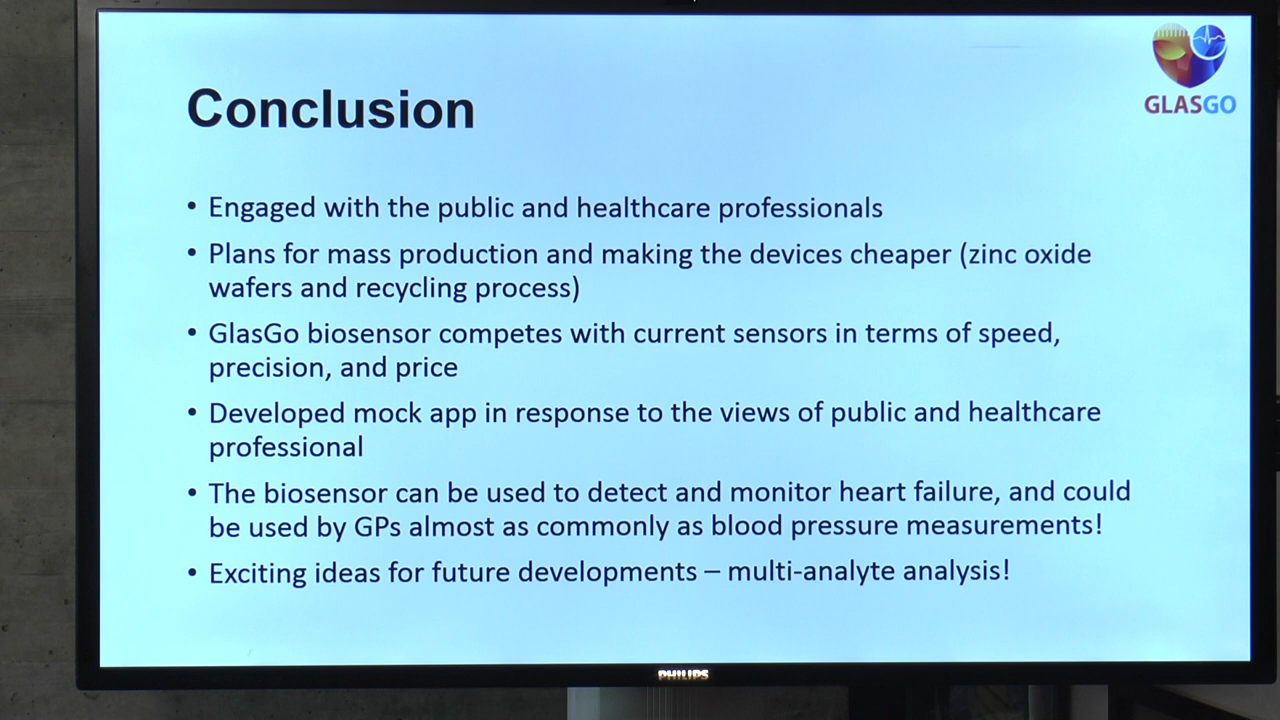 GLASGO
Conclusion
• Engaged with the public and healthcare professionals
• Plans for mass production and making the devices cheaper (zinc oxide
wafers and recycling process)
• GlasGo biosensor competes with current sensors in terms of speed,
precision, and price
• Developed mock app in response to the views of public and healthcare
professional
• The biosensor can be used to detect and monitor heart failure, and could
be used by GPs almost as commonly as blood pressure measurements!
• Exciting ideas for future developments – multi-analyte analysis!
PHILIPS